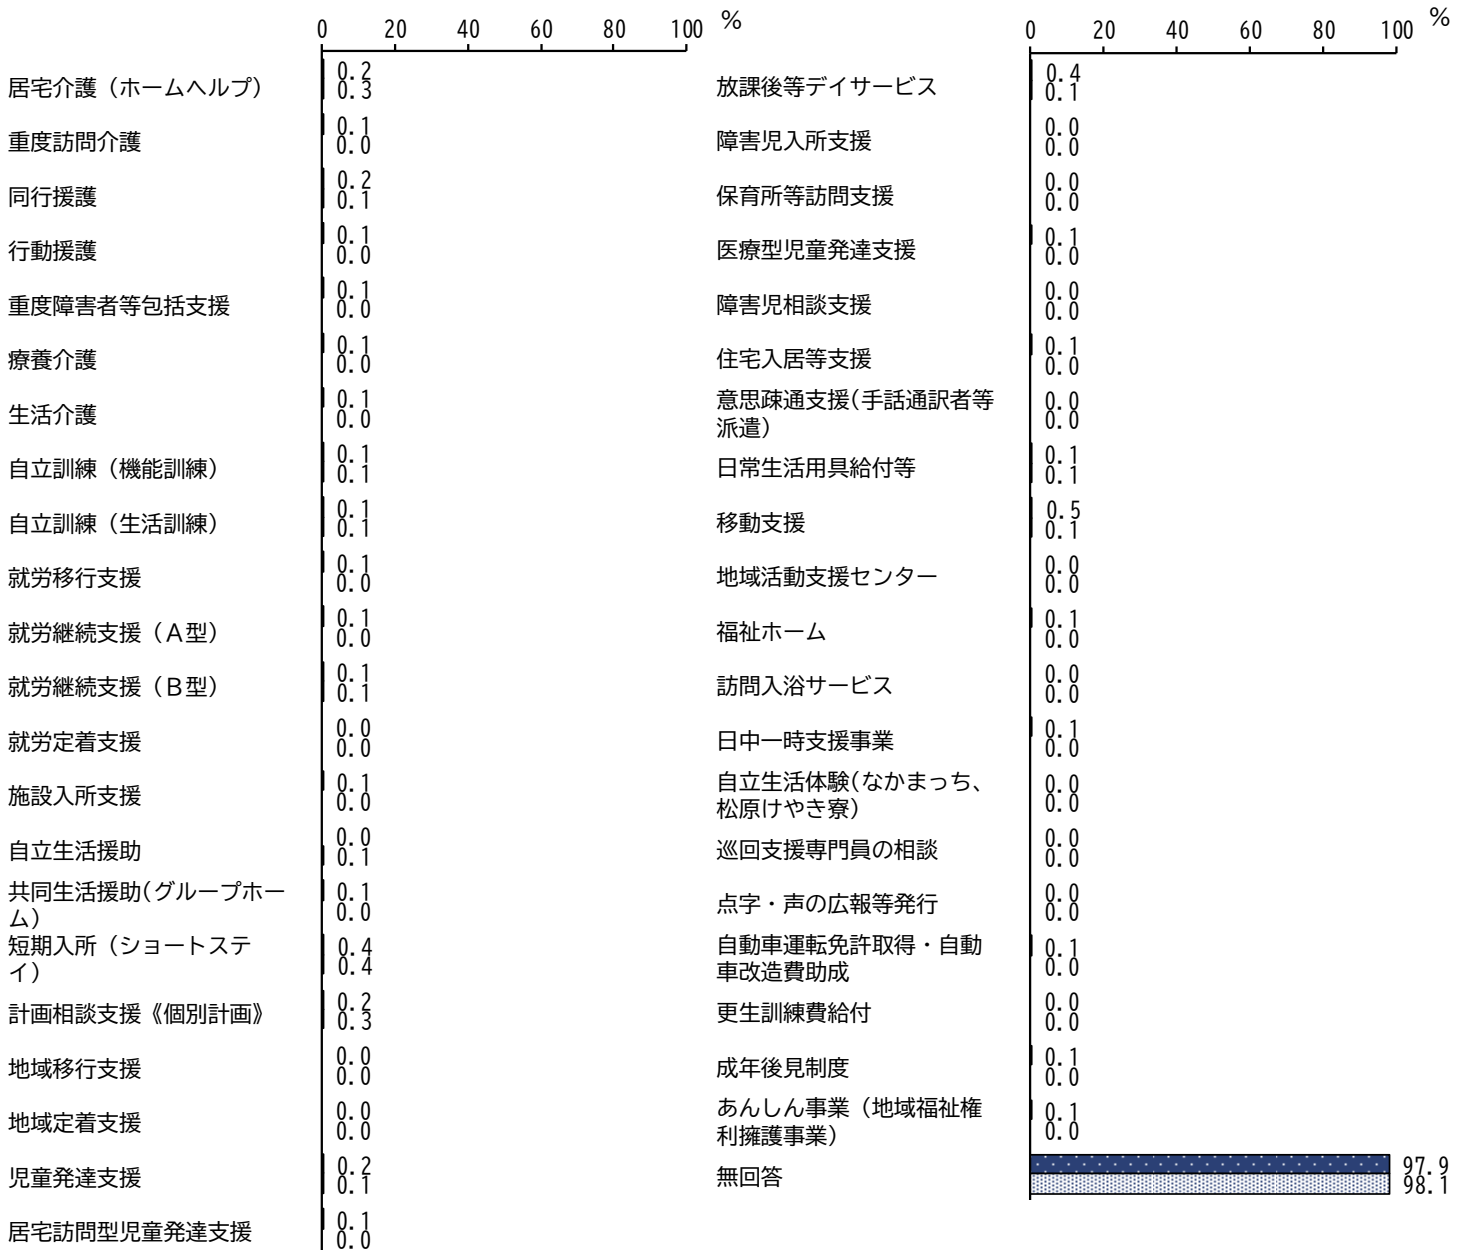 0 20 40 60 80 100 %
居宅介護（ホームヘルプ） 0.2
0.3
重度訪問介護 0.1
0.0
同行援護 0.2
0.1
行動援護 0.1
0.0
重度障害者等包括支援 0.1
0.0
療養介護 0.1
0.0
生活介護 0.1
0.0
自立訓練（機能訓練） 0.1
0.1
自立訓練（生活訓練） 0.1
0.1
就労移行支援 0.1
0.0
就労継続支援（Ａ型） 0.1
0.0
就労継続支援（Ｂ型） 0.1
0.1
就労定着支援 0.0
0.0
施設入所支援 0.1
0.0
自立生活援助 0.0
0.1
共同生活援助(グループホー 0.1
ム） 0.0
短期入所（ショートステ 0.4
イ） 0.4
計画相談支援《個別計画》 0.2
0.3
地域移行支援 0.0
0.0
地域定着支援 0.0
0.0
児童発達支援 0.2
0.1
居宅訪問型児童発達支援 0.1
0.0
0 20 40 60 80 100 %
放課後等デイサービス 0.4
0.1
障害児入所支援 0.0
0.0
保育所等訪問支援 0.0
0.0
医療型児童発達支援 0.1
0.0
障害児相談支援 0.0
0.0
住宅入居等支援 0.1
0.0
意思疎通支援(手話通訳者等 0.0
派遣） 0.0
日常生活用具給付等 0.1
0.1
移動支援 0.5
0.1
地域活動支援センター 0.0
0.0
福祉ホーム 0.1
0.0
訪問入浴サービス 0.0
0.0
日中一時支援事業 0.1
0.0
自立生活体験(なかまっち、 0.0
松原けやき寮） 0.0
巡回支援専門員の相談 0.0
0.0
点字・声の広報等発行 0.0
0.0
自動車運転免許取得・自動 0.1
車改造費助成 0.0
更生訓練費給付 0.0
0.0
成年後見制度 0.1
0.0
あんしん事業（地域福祉権 0.1
利擁護事業） 0.0
無回答 97.9
98.1